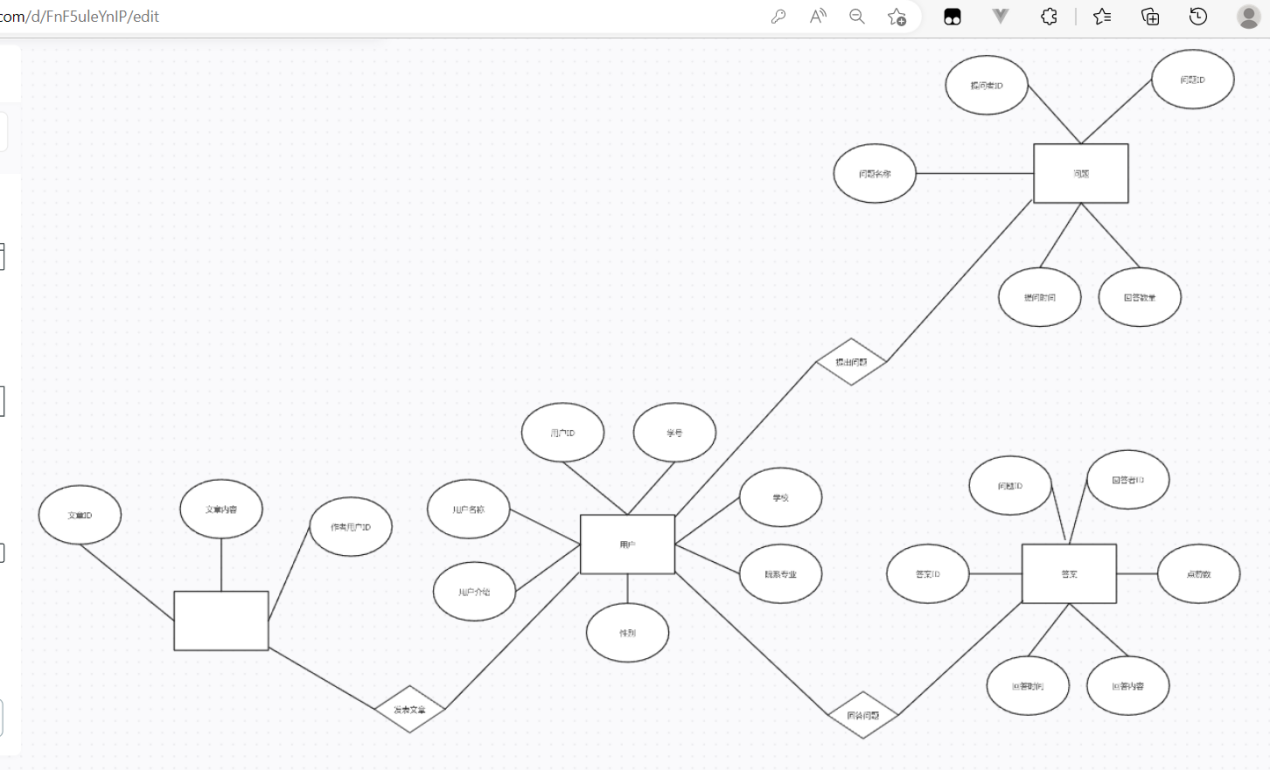 com/d/FnF5uleYnIP/edit
提问者ID
问题ID
问题名称
问题
提问时间
回答数量
提出问题
用户ID
学号
用户名称
学校
用户
用户介绍
院系专业
性别
文章ID
文章内容
作者用户ID
发表文章
问题ID
回答者ID
答案ID
答案
点赞数
回答时间
回答内容
回答问题